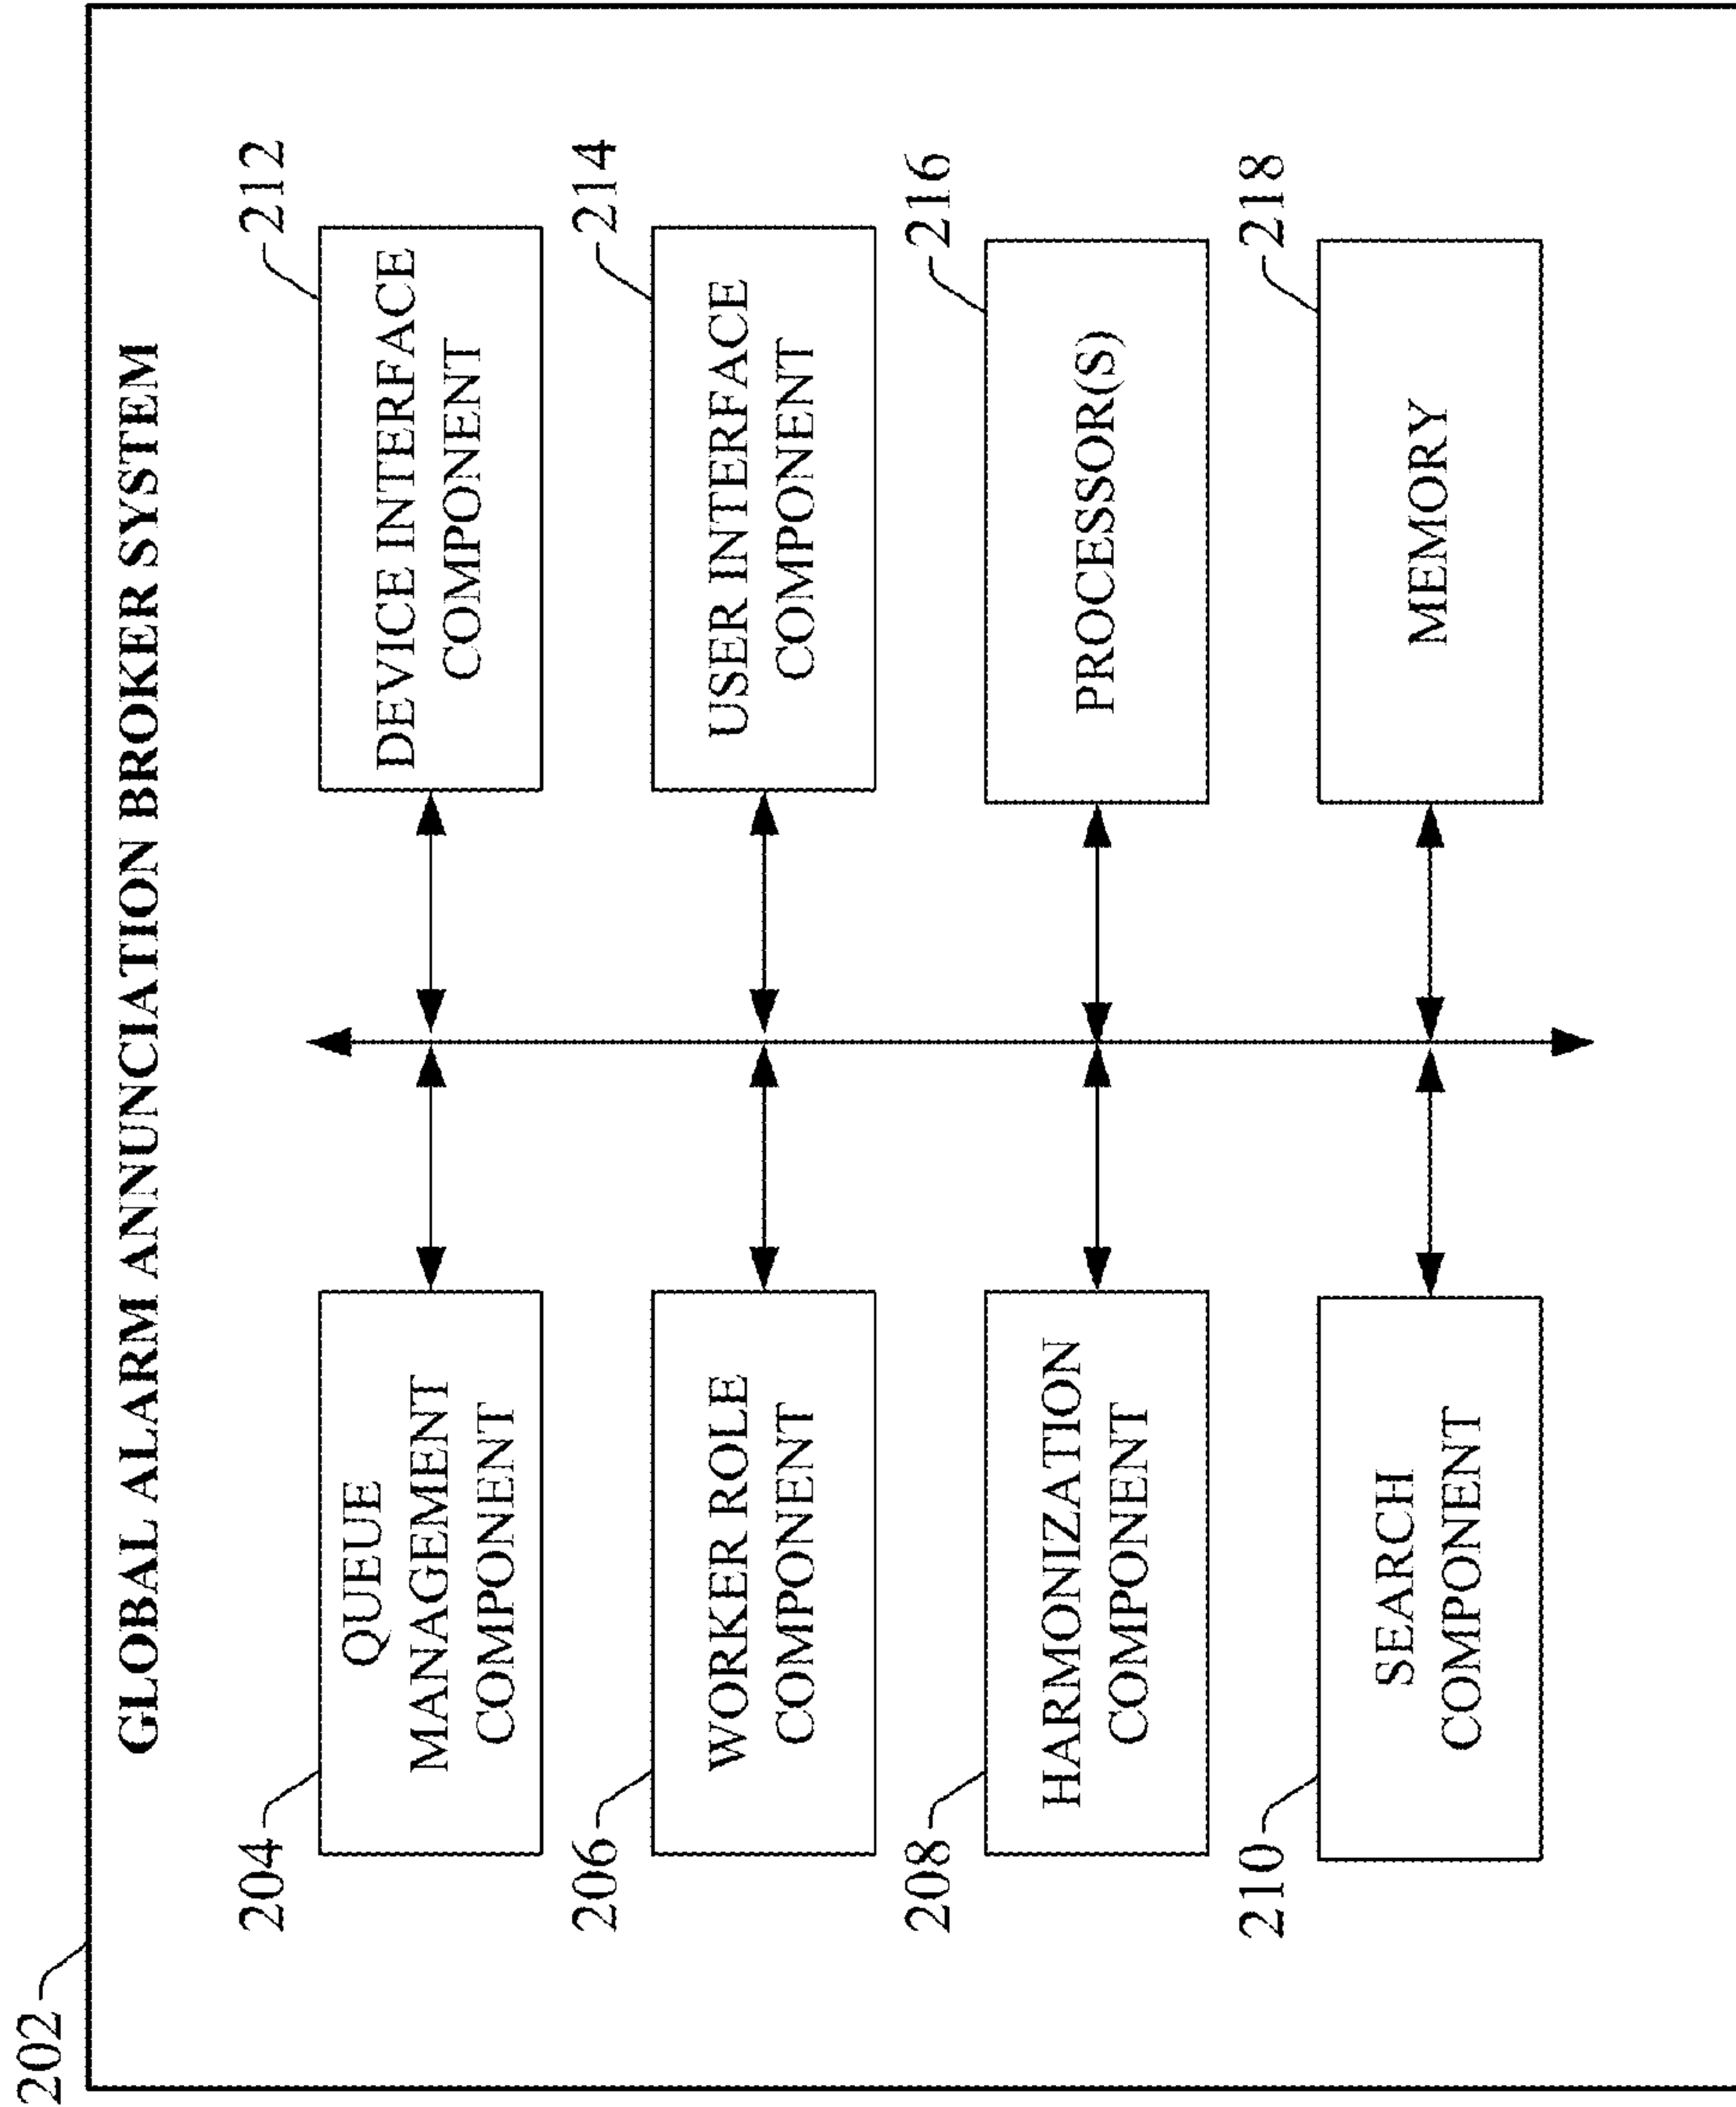 202
GLOBAL ALARM ANNUNCIATION BROKER SYSTEM
204
QUEUE
MANAGEMENT
COMPONENT
212
DEVICE INTERFACE
COMPONENT
206
WORKER ROLE
COMPONENT
214
USER INTERFACE
COMPONENT
208
HARMONIZATION
COMPONENT
216
PROCESSOR(S)
210
SEARCH
COMPONENT
218
MEMORY